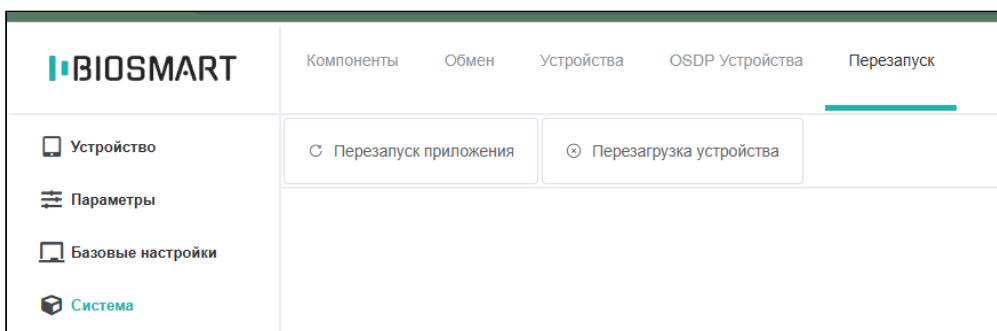 BIOSMART
Компоненты Обмен Устройства OSDP Устройства Перезапуск
Устройство
Параметры
Базовые настройки
Система
Перезапуск приложения Перезагрузка устройства